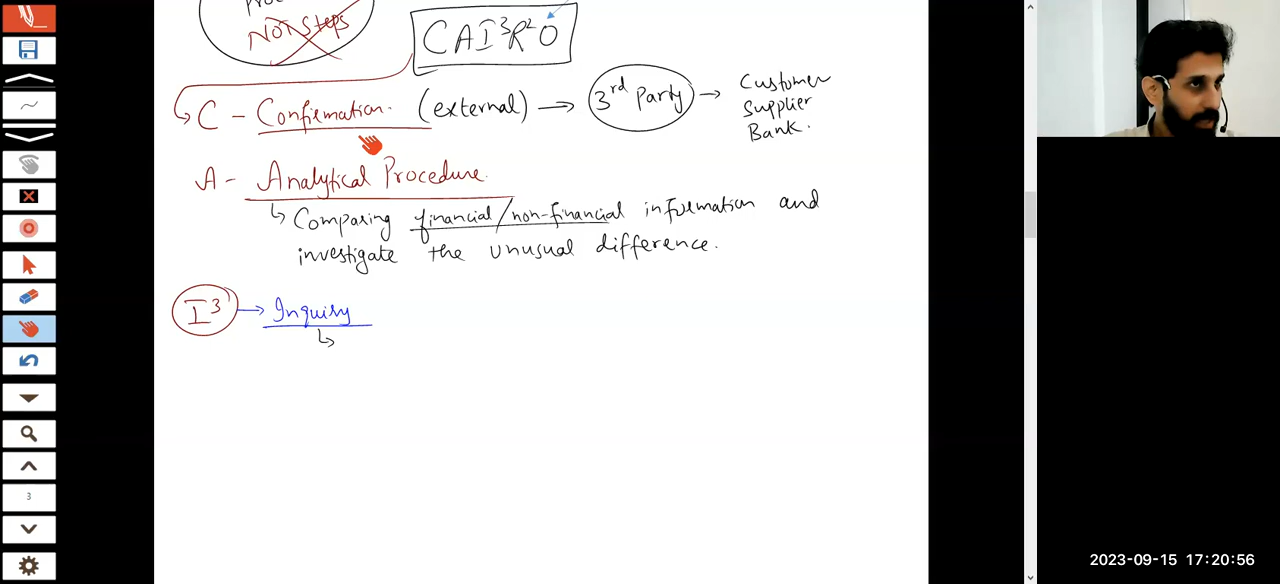 NOT Steps
CAI³R²O
C - Confirmation. (external) → 3rd Party → Customer
Supplier
Bank.
A - Analytical Procedure.
↳ Comparing financial/non-financial information and
investigate the unusual difference.
I³ → Inquiry
↳
3
2023-09-15 17:20:56